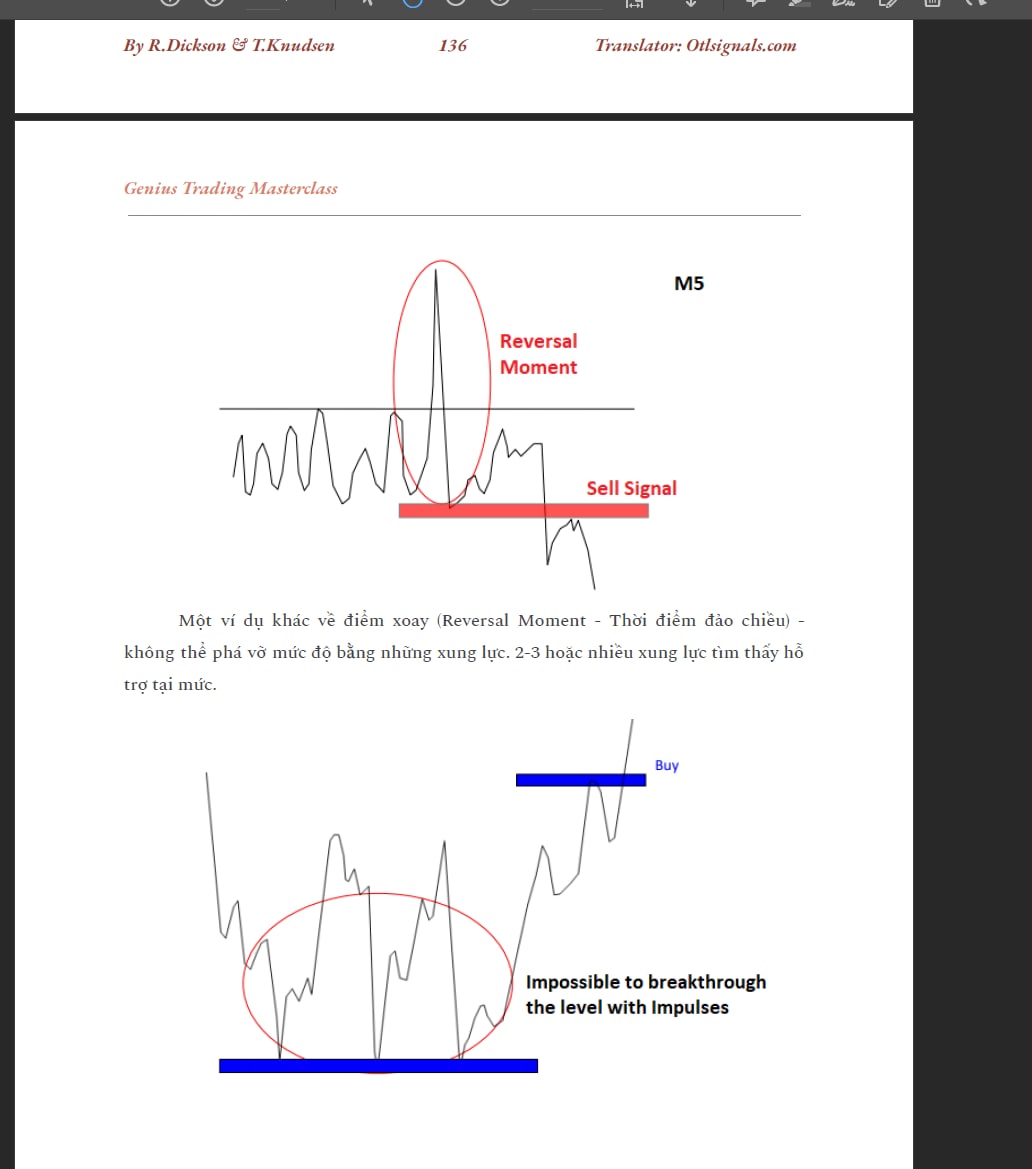 By R.Dickson & T.Knudsen 136 Translator: Otlsignals.com
Genius Trading Masterclass
M5
Reversal
Moment
Sell Signal
Một ví dụ khác về điểm xoay (Reversal Moment - Thời điểm đảo chiều) -
không thể phá vỡ mức độ bằng những xung lực. 2-3 hoặc nhiều xung lực tìm thấy hỗ
trợ tại mức.
Buy
Impossible to breakthrough
the level with Impulses